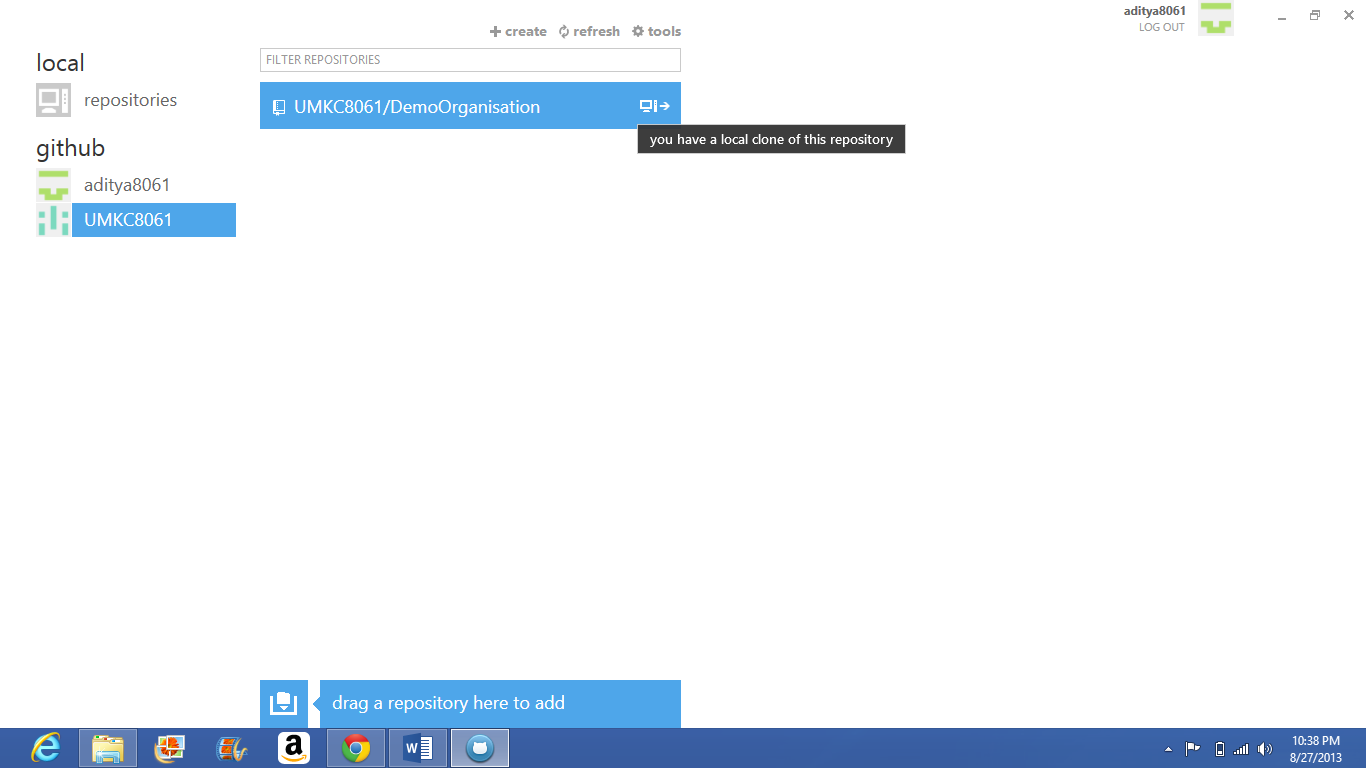 aditya8061
LOG OUT
create refresh tools
FILTER REPOSITORIES
local
repositories
github
aditya8061
UMKC8061
UMKC8061/DemoOrganisation
you have a local clone of this repository
drag a repository here to add
10:38 PM
8/27/2013